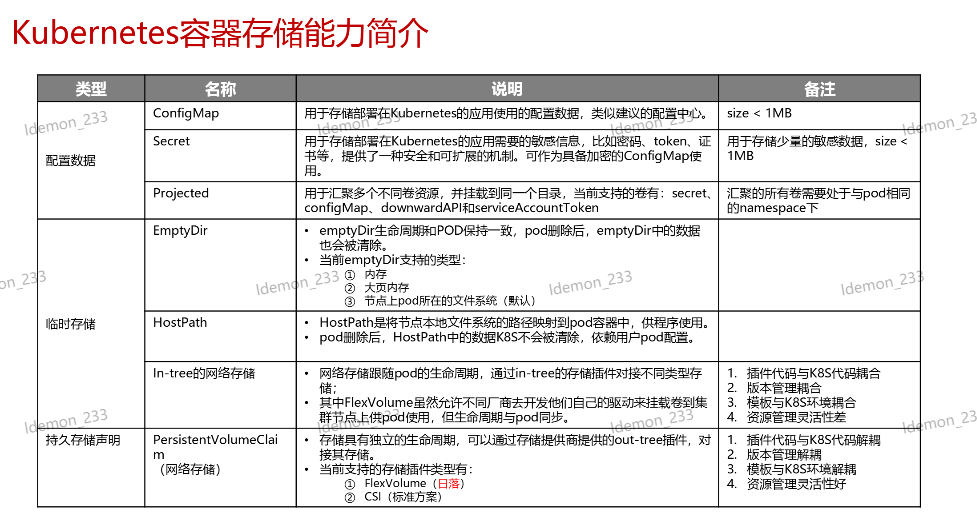 Kubernetes容器存储能力简介
类型 名称 说明 备注
配置数据
ConfigMap
用于存储部署在Kubernetes的应用使用的配置数据，类似建议的配置中心。
size < 1MB
Secret
用于存储部署在Kubernetes的应用需要的敏感信息，比如密码、token、证
书等，提供了一种安全和可扩展的机制。可作为具备加密的ConfigMap使
用。
用于存储少量的敏感数据，size <
1MB
Projected
用于汇聚多个不同卷资源，并挂载到同一个目录，当前支持的卷有：secret、
configMap、downwardAPI和serviceAccountToken
汇聚的所有卷需要处于与pod相同
的namespace下
临时存储
EmptyDir
• emptyDir生命周期和POD保持一致，pod删除后，emptyDir中的数据
也会被清除。
• 当前emptyDir支持的类型：
① 内存
② 大页内存
③ 节点上pod所在的文件系统（默认）
HostPath
• HostPath是将节点本地文件系统的路径映射到pod容器中，供程序使用。
• pod删除后，HostPath中的数据K8S不会被清除，依赖用户pod配置。
In-tree的网络存储
• 网络存储跟随pod的生命周期，通过in-tree的存储插件对接不同类型存
储；
• 其中FlexVolume虽然允许不同厂商去开发他们自己的驱动来挂载卷到集
群节点上供pod使用，但生命周期与pod同步。
1. 插件代码与K8S代码耦合
2. 版本管理耦合
3. 模板与K8S环境耦合
4. 资源管理灵活性差
持久存储声明
PersistentVolumeClai
m
（网络存储）
• 存储具有独立的生命周期，可以通过存储提供商提供的out-tree插件，对
接其存储。
• 当前支持的存储插件类型有：
① FlexVolume（日落）
② CSI（标准方案）
1. 插件代码与K8S代码解耦
2. 版本管理解耦
3. 模板与K8S环境解耦
4. 资源管理灵活性好
ldemon_233
ldemon_233
ldemon_23
on_233
ldemon_233
ldemon_233
ldemon_233
ldemon_233
ldemon_233
ldemon_23